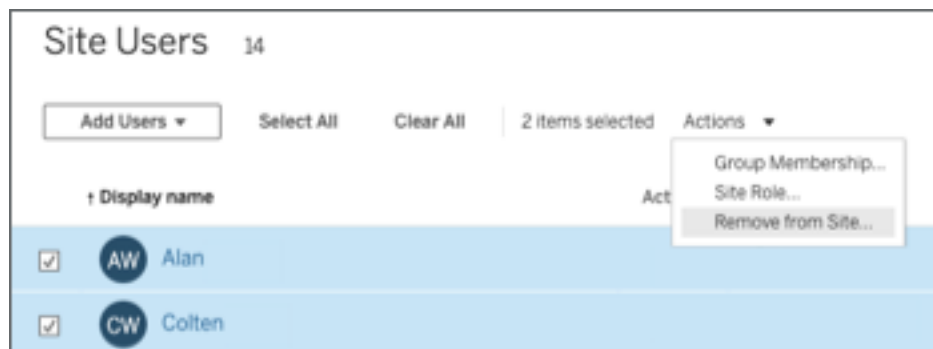 Site Users 14
Add Users ▾ Select All Clear All 2 items selected Actions ▾
Group Membership...
Site Role...
Remove from Site...
↑ Display name Act
AW Alan
CW Colten